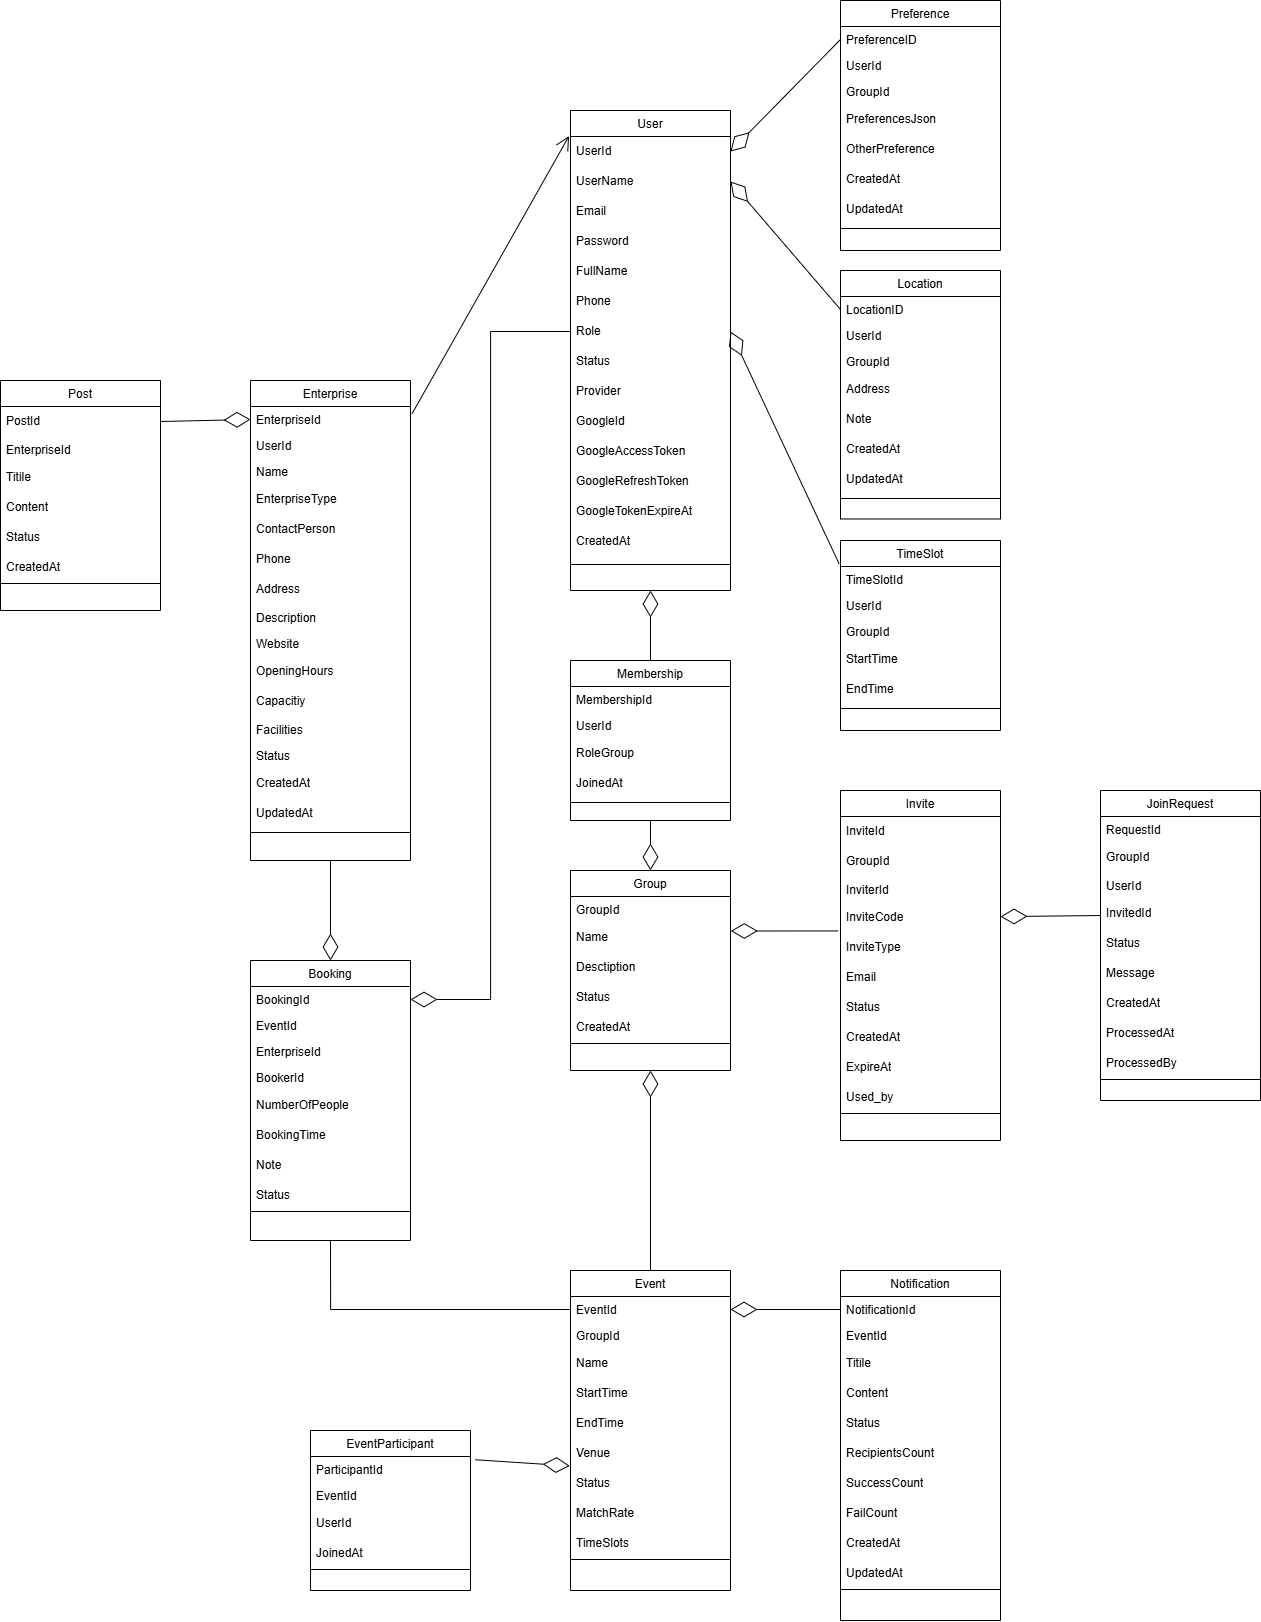 Preference
PreferenceID
UserId
GroupId
PreferencesJson
OtherPreference
CreatedAt
UpdatedAt
User
UserId
UserName
Email
Password
FullName
Phone
Role
Status
Provider
GoogleId
GoogleAccessToken
GoogleRefreshToken
GoogleTokenExpireAt
CreatedAt
Location
LocationID
UserId
GroupId
Address
Note
CreatedAt
UpdatedAt
Post
PostId
EnterpriseId
Titile
Content
Status
CreatedAt
Enterprise
EnterpriseId
UserId
Name
EnterpriseType
ContactPerson
Phone
Address
Description
Website
OpeningHours
Capacitiy
Facilities
Status
CreatedAt
UpdatedAt
TimeSlot
TimeSlotId
UserId
GroupId
StartTime
EndTime
Membership
MembershipId
UserId
RoleGroup
JoinedAt
Invite
InviteId
GroupId
InviterId
InviteCode
InviteType
Email
Status
CreatedAt
ExpireAt
Used_by
JoinRequest
RequestId
GroupId
UserId
InvitedId
Status
Message
CreatedAt
ProcessedAt
ProcessedBy
Group
GroupId
Name
Desctiption
Status
CreatedAt
Booking
BookingId
EventId
EnterpriseId
BookerId
NumberOfPeople
BookingTime
Note
Status
Event
EventId
GroupId
Name
StartTime
EndTime
Venue
Status
MatchRate
TimeSlots
Notification
NotificationId
EventId
Titile
Content
Status
RecipientsCount
SuccessCount
FailCount
CreatedAt
UpdatedAt
EventParticipant
ParticipantId
EventId
UserId
JoinedAt